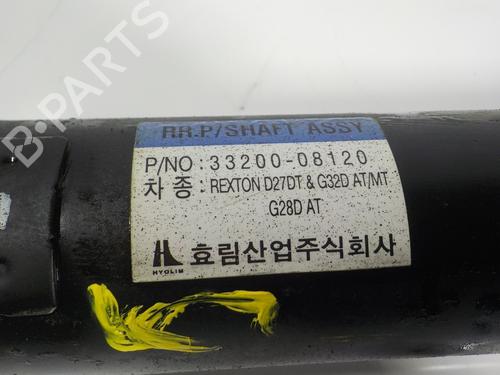 RR.P/SHAFT ASSY
P/NO : 33200-08120
차 종 : REXTON D27DT & G32D AT/MT
G28D AT
HYOLIM 효림산업주식회사
B-PARTS